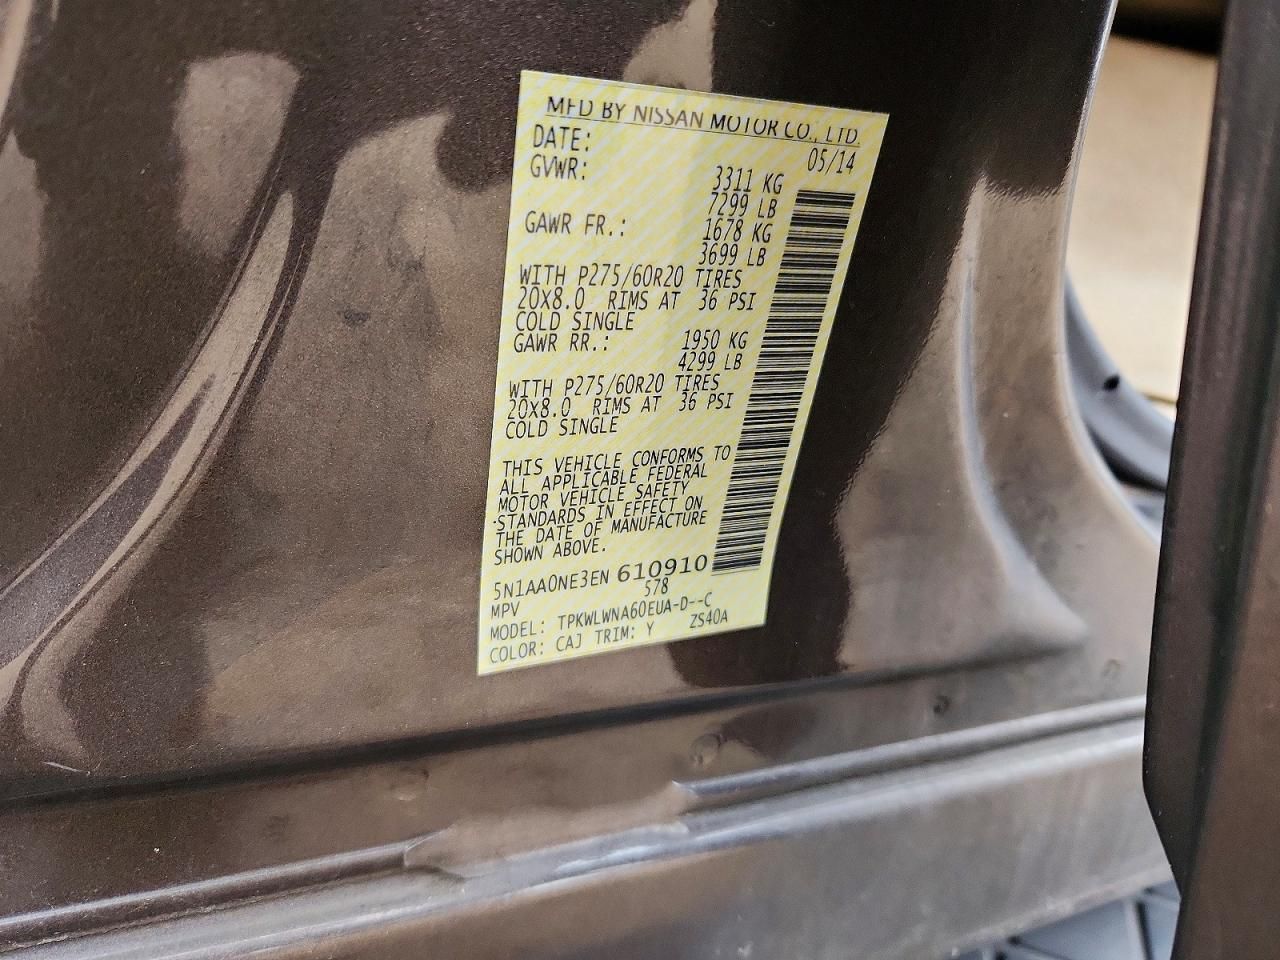 MFD BY NISSAN MOTOR CO., LTD.
DATE: 05/14
GVWR: 3311 KG
7299 LB
GAWR FR.: 1678 KG
3699 LB
WITH P275/60R20 TIRES
20X8.0 RIMS AT 36 PSI
COLD SINGLE
GAWR RR.: 1950 KG
4299 LB
WITH P275/60R20 TIRES
20X8.0 RIMS AT 36 PSI
COLD SINGLE
THIS VEHICLE CONFORMS TO
ALL APPLICABLE FEDERAL
MOTOR VEHICLE SAFETY
STANDARDS IN EFFECT ON
THE DATE OF MANUFACTURE
SHOWN ABOVE.
5N1AA0NE3EN 610910
MPV 578
MODEL: TPKWLWNA60EUA-D--C
COLOR: CAJ TRIM: Y ZS40A